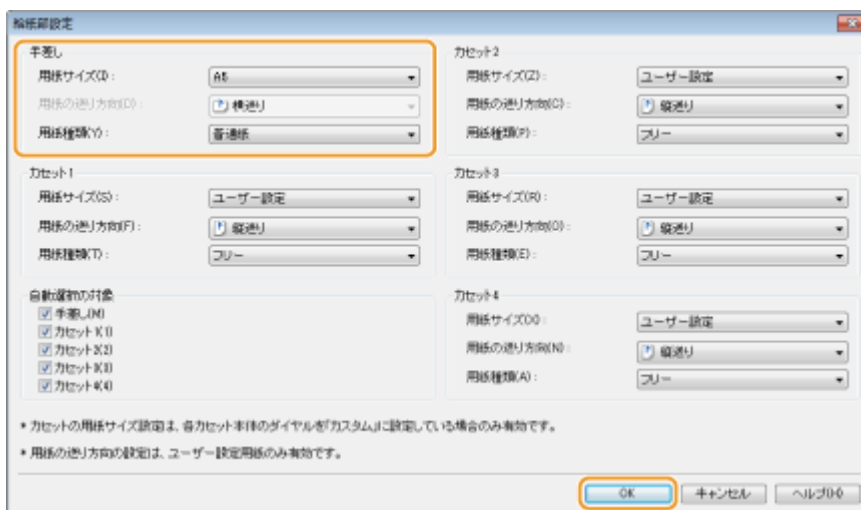 給紙部設定
手差し
用紙サイズ(I):
A5
用紙の送り方向(D):
横送り
用紙種類(Y):
普通紙
カセット1
用紙サイズ(S):
ユーザー設定
用紙の送り方向(F):
縦送り
用紙種類(T):
フリー
自動選択の対象
手差し(M)
カセット1(1)
カセット2(2)
カセット3(3)
カセット4(4)
カセット2
用紙サイズ(Z):
ユーザー設定
用紙の送り方向(C):
縦送り
用紙種類(P):
フリー
カセット3
用紙サイズ(R):
ユーザー設定
用紙の送り方向(O):
縦送り
用紙種類(E):
フリー
カセット4
用紙サイズ(X):
ユーザー設定
用紙の送り方向(N):
縦送り
用紙種類(A):
フリー
* カセットの用紙サイズ設定は、各カセット本体のダイヤルを「カスタム」に設定している場合のみ有効です。
* 用紙の送り方向の設定は、ユーザー設定用紙のみ有効です。
OK
キャンセル
ヘルプ(H)